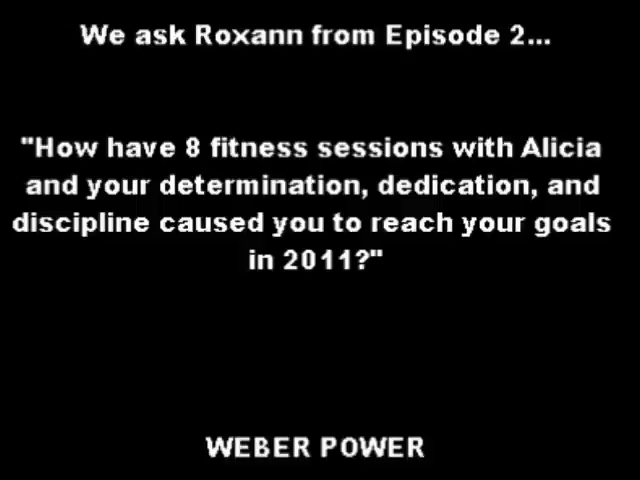 We ask Roxann from Episode 2...
"How have 8 fitness sessions with Alicia
and your determination, dedication, and
discipline caused you to reach your goals
in 2011?"
WEBER POWER